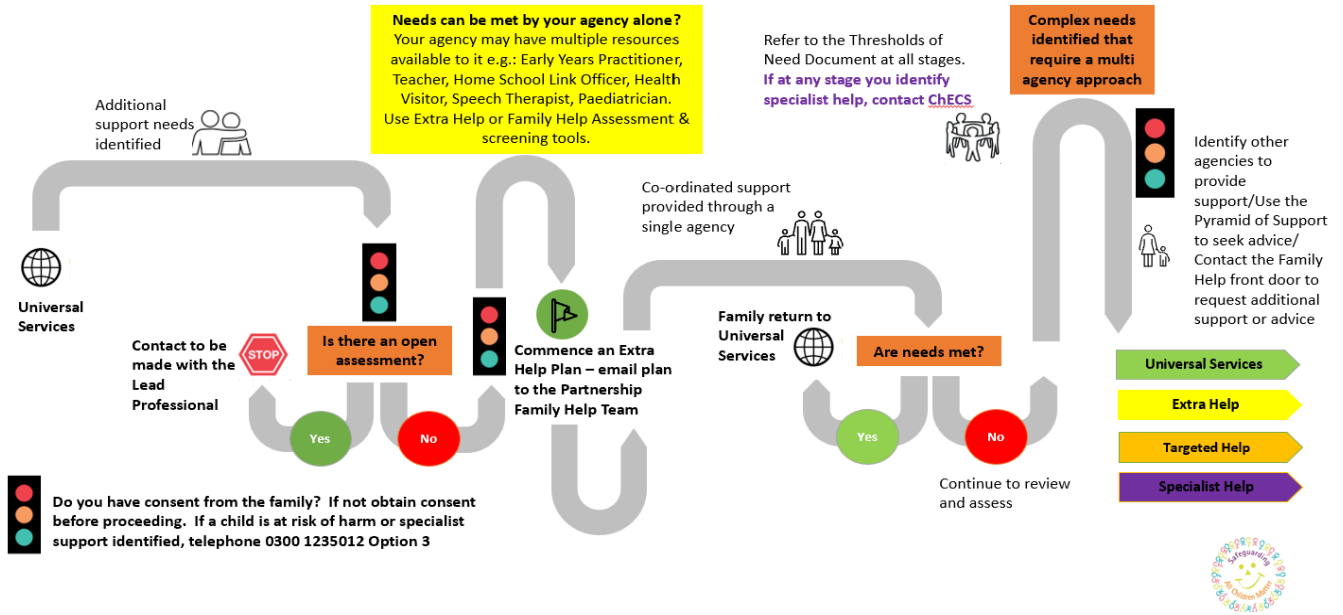 Additional
support needs
identified
Universal
Services
Needs can be met by your agency alone?
Your agency may have multiple resources
available to it e.g.: Early Years Practitioner,
Teacher, Home School Link Officer, Health
Visitor, Speech Therapist, Paediatrician.
Use Extra Help or Family Help Assessment &
screening tools.
Is there an open
assessment?
Contact to be
made with the
Lead
Professional
STOP
Yes
No
Commence an Extra
Help Plan – email plan
to the Partnership
Family Help Team
Co-ordinated support
provided through a
single agency
Refer to the Thresholds of
Need Document at all stages.
If at any stage you identify
specialist help, contact ChECS
Family return to
Universal
Services
Are needs met?
Yes
No
Continue to review
and assess
Complex needs
identified that
require a multi
agency approach
Identify other
agencies to
provide
support/Use the
Pyramid of Support
to seek advice/
Contact the Family
Help front door to
request additional
support or advice
Universal Services
Extra Help
Targeted Help
Specialist Help
Do you have consent from the family? If not obtain consent
before proceeding. If a child is at risk of harm or specialist
support identified, telephone 0300 1235012 Option 3
Safeguarding
All Children Matter